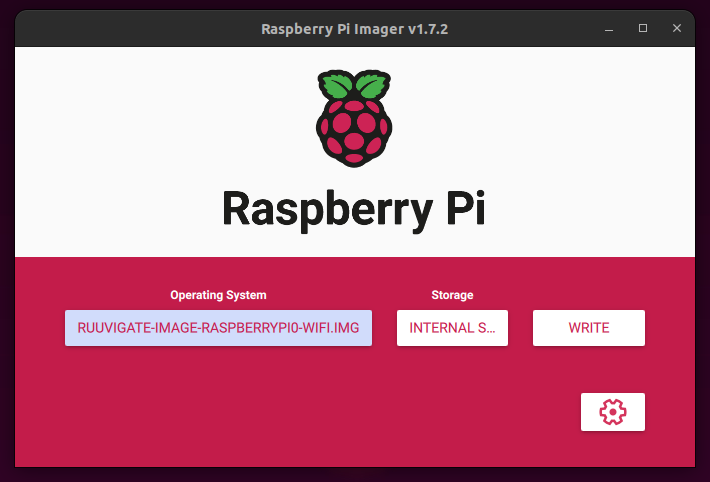 Raspberry Pi Imager v1.7.2
Raspberry Pi
Operating System
Storage
RUUVIGATE-IMAGE-RASPBERRYPI0-WIFI.IMG
INTERNAL S...
WRITE